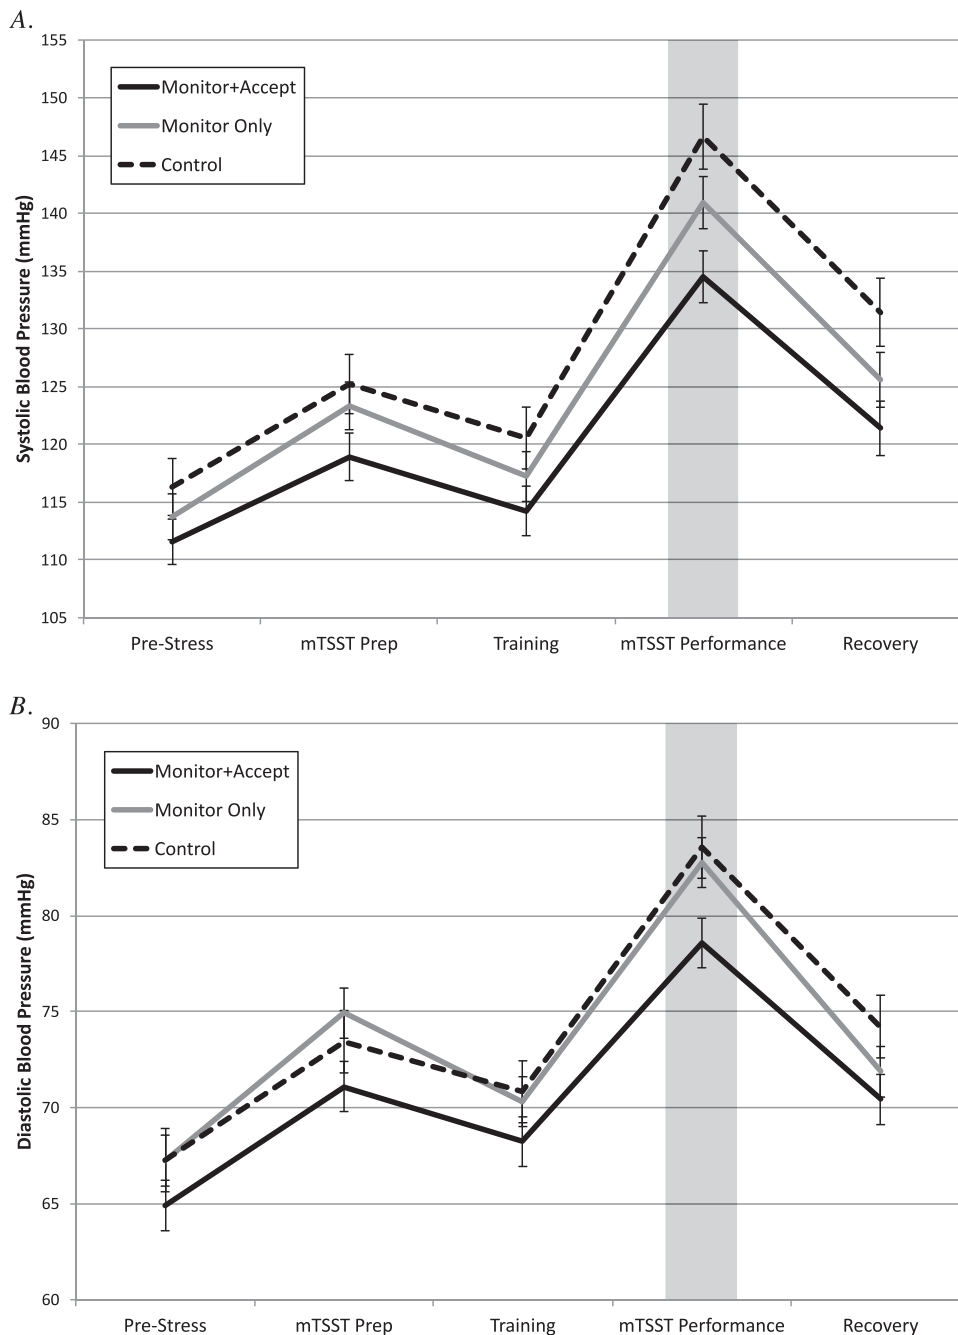 A.
155
150
145
140
135
130
125
120
115
110
105
Systolic Blood Pressure (mmHg)
Monitor+Accept
Monitor Only
Control
Pre-Stress mTSST Prep Training mTSST Performance Recovery
B.
90
85
80
75
70
65
60
Diastolic Blood Pressure (mmHg)
Monitor+Accept
Monitor Only
Control
Pre-Stress mTSST Prep Training mTSST Performance Recovery